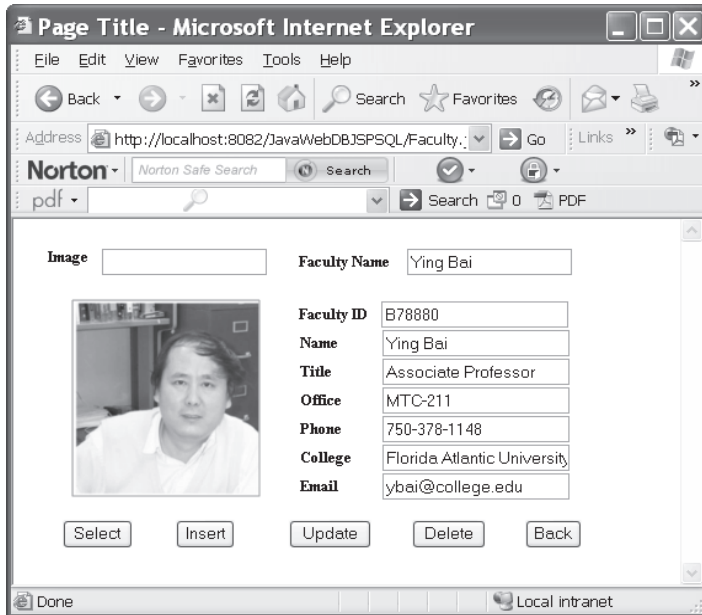 Page Title - Microsoft Internet Explorer
File Edit View Favorites Tools Help
Back Search Favorites »
Address http://localhost:8082/JavaWebDBJSPSQL/Faculty. Go Links »
Norton Norton Safe Search Search
pdf Search 0 PDF
Image Faculty Name Ying Bai
Faculty ID B78880
Name Ying Bai
Title Associate Professor
Office MTC-211
Phone 750-378-1148
College Florida Atlantic University
Email ybai@college.edu
Select Insert Update Delete Back
Done Local intranet